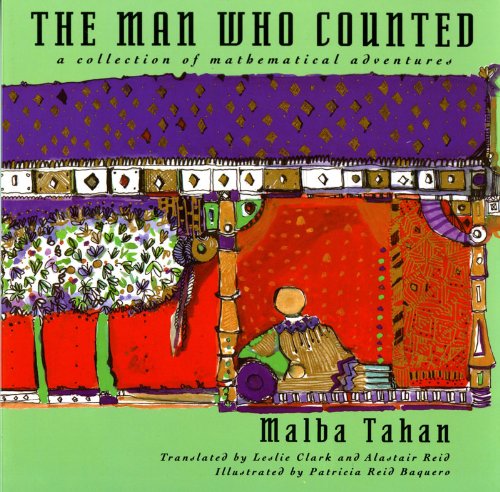 THE MAN WHO COUNTED
a collection of mathematical adventures
Malba Tahan
Translated by Leslie Clark and Alastair Reid
Illustrated by Patricia Reid Baquero